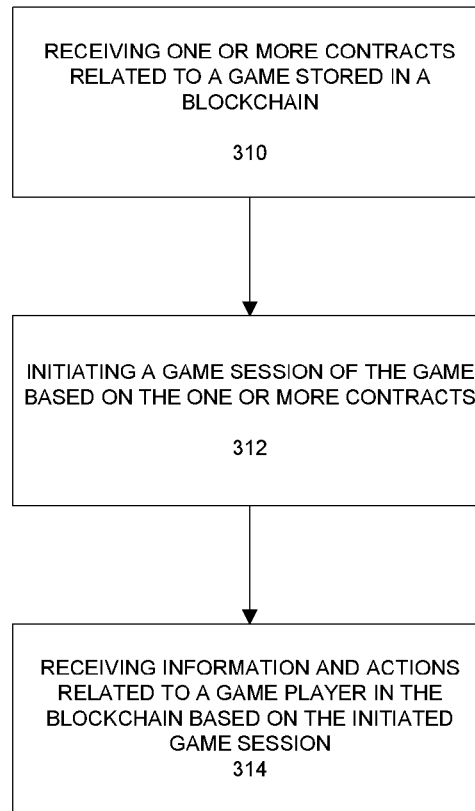 RECEIVING ONE OR MORE CONTRACTS
RELATED TO A GAME STORED IN A
BLOCKCHAIN
310
INITIATING A GAME SESSION OF THE GAME
BASED ON THE ONE OR MORE CONTRACTS
312
RECEIVING INFORMATION AND ACTIONS
RELATED TO A GAME PLAYER IN THE
BLOCKCHAIN BASED ON THE INITIATED
GAME SESSION
314